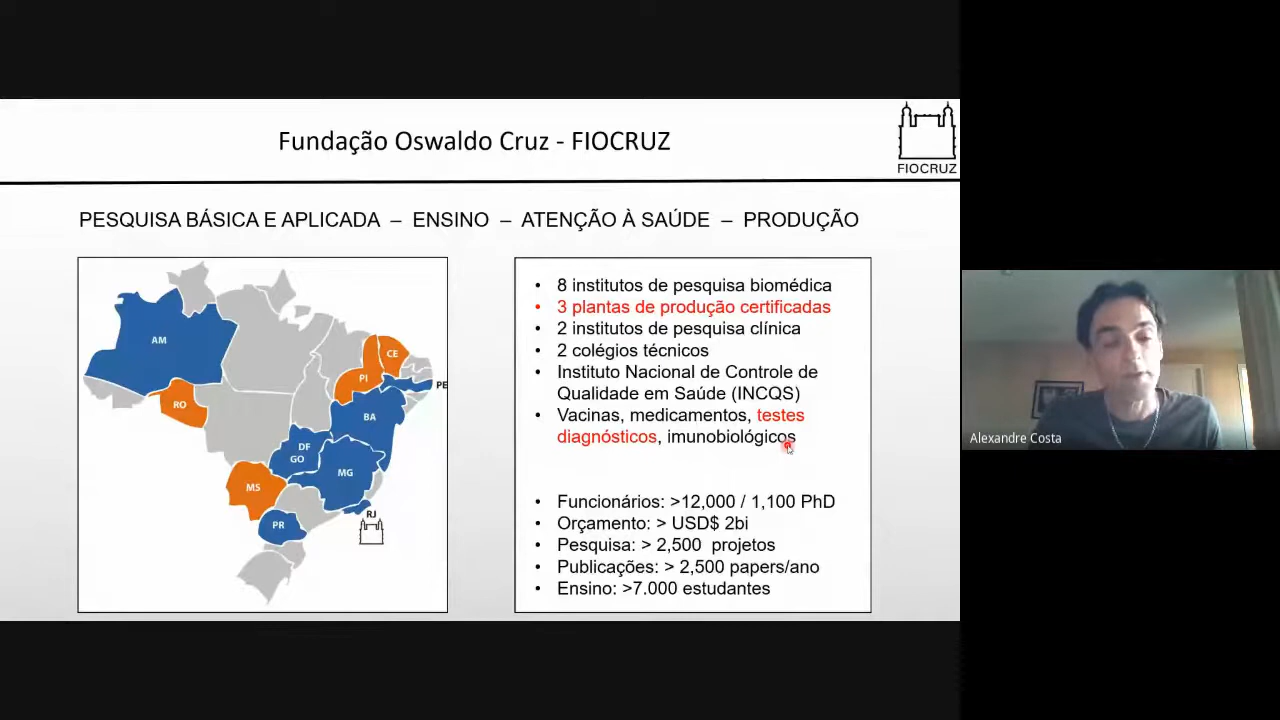 Fundação Oswaldo Cruz - FIOCRUZ
FIOCRUZ
PESQUISA BÁSICA E APLICADA – ENSINO – ATENÇÃO À SAÚDE – PRODUÇÃO
AM
CE
PI
PE
RO
BA
DF
GO
MG
MS
RJ
PR
• 8 institutos de pesquisa biomédica
• 3 plantas de produção certificadas
• 2 institutos de pesquisa clínica
• 2 colégios técnicos
• Instituto Nacional de Controle de
Qualidade em Saúde (INCQS)
• Vacinas, medicamentos, testes
diagnósticos, imunobiológicos
• Funcionários: >12,000 / 1,100 PhD
• Orçamento: > USD$ 2bi
• Pesquisa: > 2,500 projetos
• Publicações: > 2,500 papers/ano
• Ensino: >7.000 estudantes
Alexandre Costa